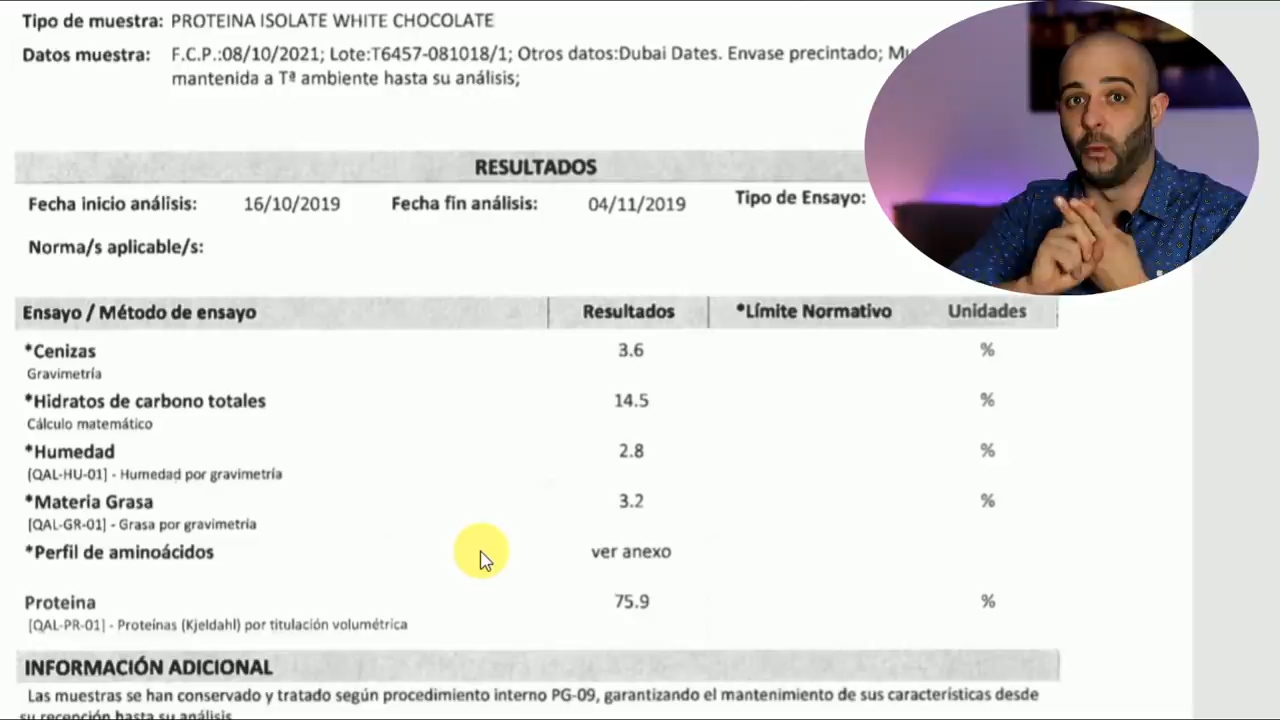 Tipo de muestra: PROTEINA ISOLATE WHITE CHOCOLATE
Datos muestra: F.C.P.:08/10/2021; Lote:T6457-081018/1; Otros datos:Dubai Dates. Envase precintado;
mantenida a Tª ambiente hasta su análisis;
RESULTADOS
Fecha inicio análisis: 16/10/2019 Fecha fin análisis: 04/11/2019 Tipo de Ensayo:
Norma/s aplicable/s:
Ensayo / Método de ensayo Resultados *Límite Normativo Unidades
*Cenizas 3.6 %
Gravimetría
*Hidratos de carbono totales 14.5 %
Cálculo matemático
*Humedad 2.8 %
[QAL-HU-01] - Humedad por gravimetría
*Materia Grasa 3.2 %
[QAL-GR-01] - Grasa por gravimetría
*Perfil de aminoácidos ver anexo
Proteina 75.9 %
[QAL-PR-01] - Proteínas (Kjeldahl) por titulación volumétrica
INFORMACIÓN ADICIONAL
Las muestras se han conservado y tratado según procedimiento interno PG-09, garantizando el mantenimiento de sus características desde
su recepción hasta su análisis